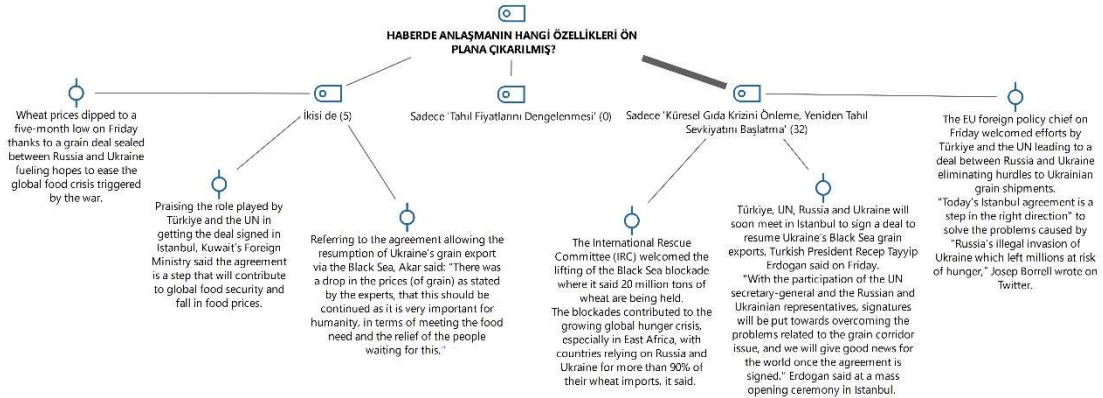 HABERDE ANLAŞMANIN HANGİ ÖZELLİKLERİ ÖN
PLANA ÇIKARILMIŞ?
İkisi de (5)
Sadece 'Tahıl Fiyatlarını Dengelenmesi' (0)
Sadece 'Küresel Gıda Krizini Önleme, Yeniden Tahıl
Sevkiyatını Başlatma' (32)
Wheat prices dipped to a
five-month low on Friday
thanks to a grain deal sealed
between Russia and Ukraine
fueling hopes to ease the
global food crisis triggered
by the war.
Praising the role played by
Türkiye and the UN in
getting the deal signed in
Istanbul, Kuwait's Foreign
Ministry said the agreement
is a step that will contribute
to global food security and
fall in food prices.
Referring to the agreement allowing the
resumption of Ukraine's grain export
via the Black Sea, Akar said: "There was
a drop in the prices (of grain) as stated
by the experts, that this should be
continued as it is very important for
humanity, in terms of meeting the food
need and the relief of the people
waiting for this."
The International Rescue
Committee (IRC) welcomed the
lifting of the Black Sea blockade
where it said 20 million tons of
wheat are being held.
The blockades contributed to the
growing global hunger crisis,
especially in East Africa, with
countries relying on Russia and
Ukraine for more than 90% of
their wheat imports, it said.
Türkiye, UN, Russia and Ukraine will
soon meet in Istanbul to sign a deal to
resume Ukraine's Black Sea grain
exports, Turkish President Recep Tayyip
Erdogan said on Friday.
"With the participation of the UN
secretary-general and the Russian and
Ukrainian representatives, signatures
will be put towards overcoming the
problems related to the grain corridor
issue, and we will give good news for
the world once the agreement is
signed." Erdogan said at a mass
opening ceremony in Istanbul.
The EU foreign policy chief on
Friday welcomed efforts by
Türkiye and the UN leading to a
deal between Russia and Ukraine
eliminating hurdles to Ukrainian
grain shipments.
"Today's Istanbul agreement is a
step in the right direction" to
solve the problems caused by
"Russia's illegal invasion of
Ukraine which left millions at risk
of hunger," Josep Borrell wrote on
Twitter.